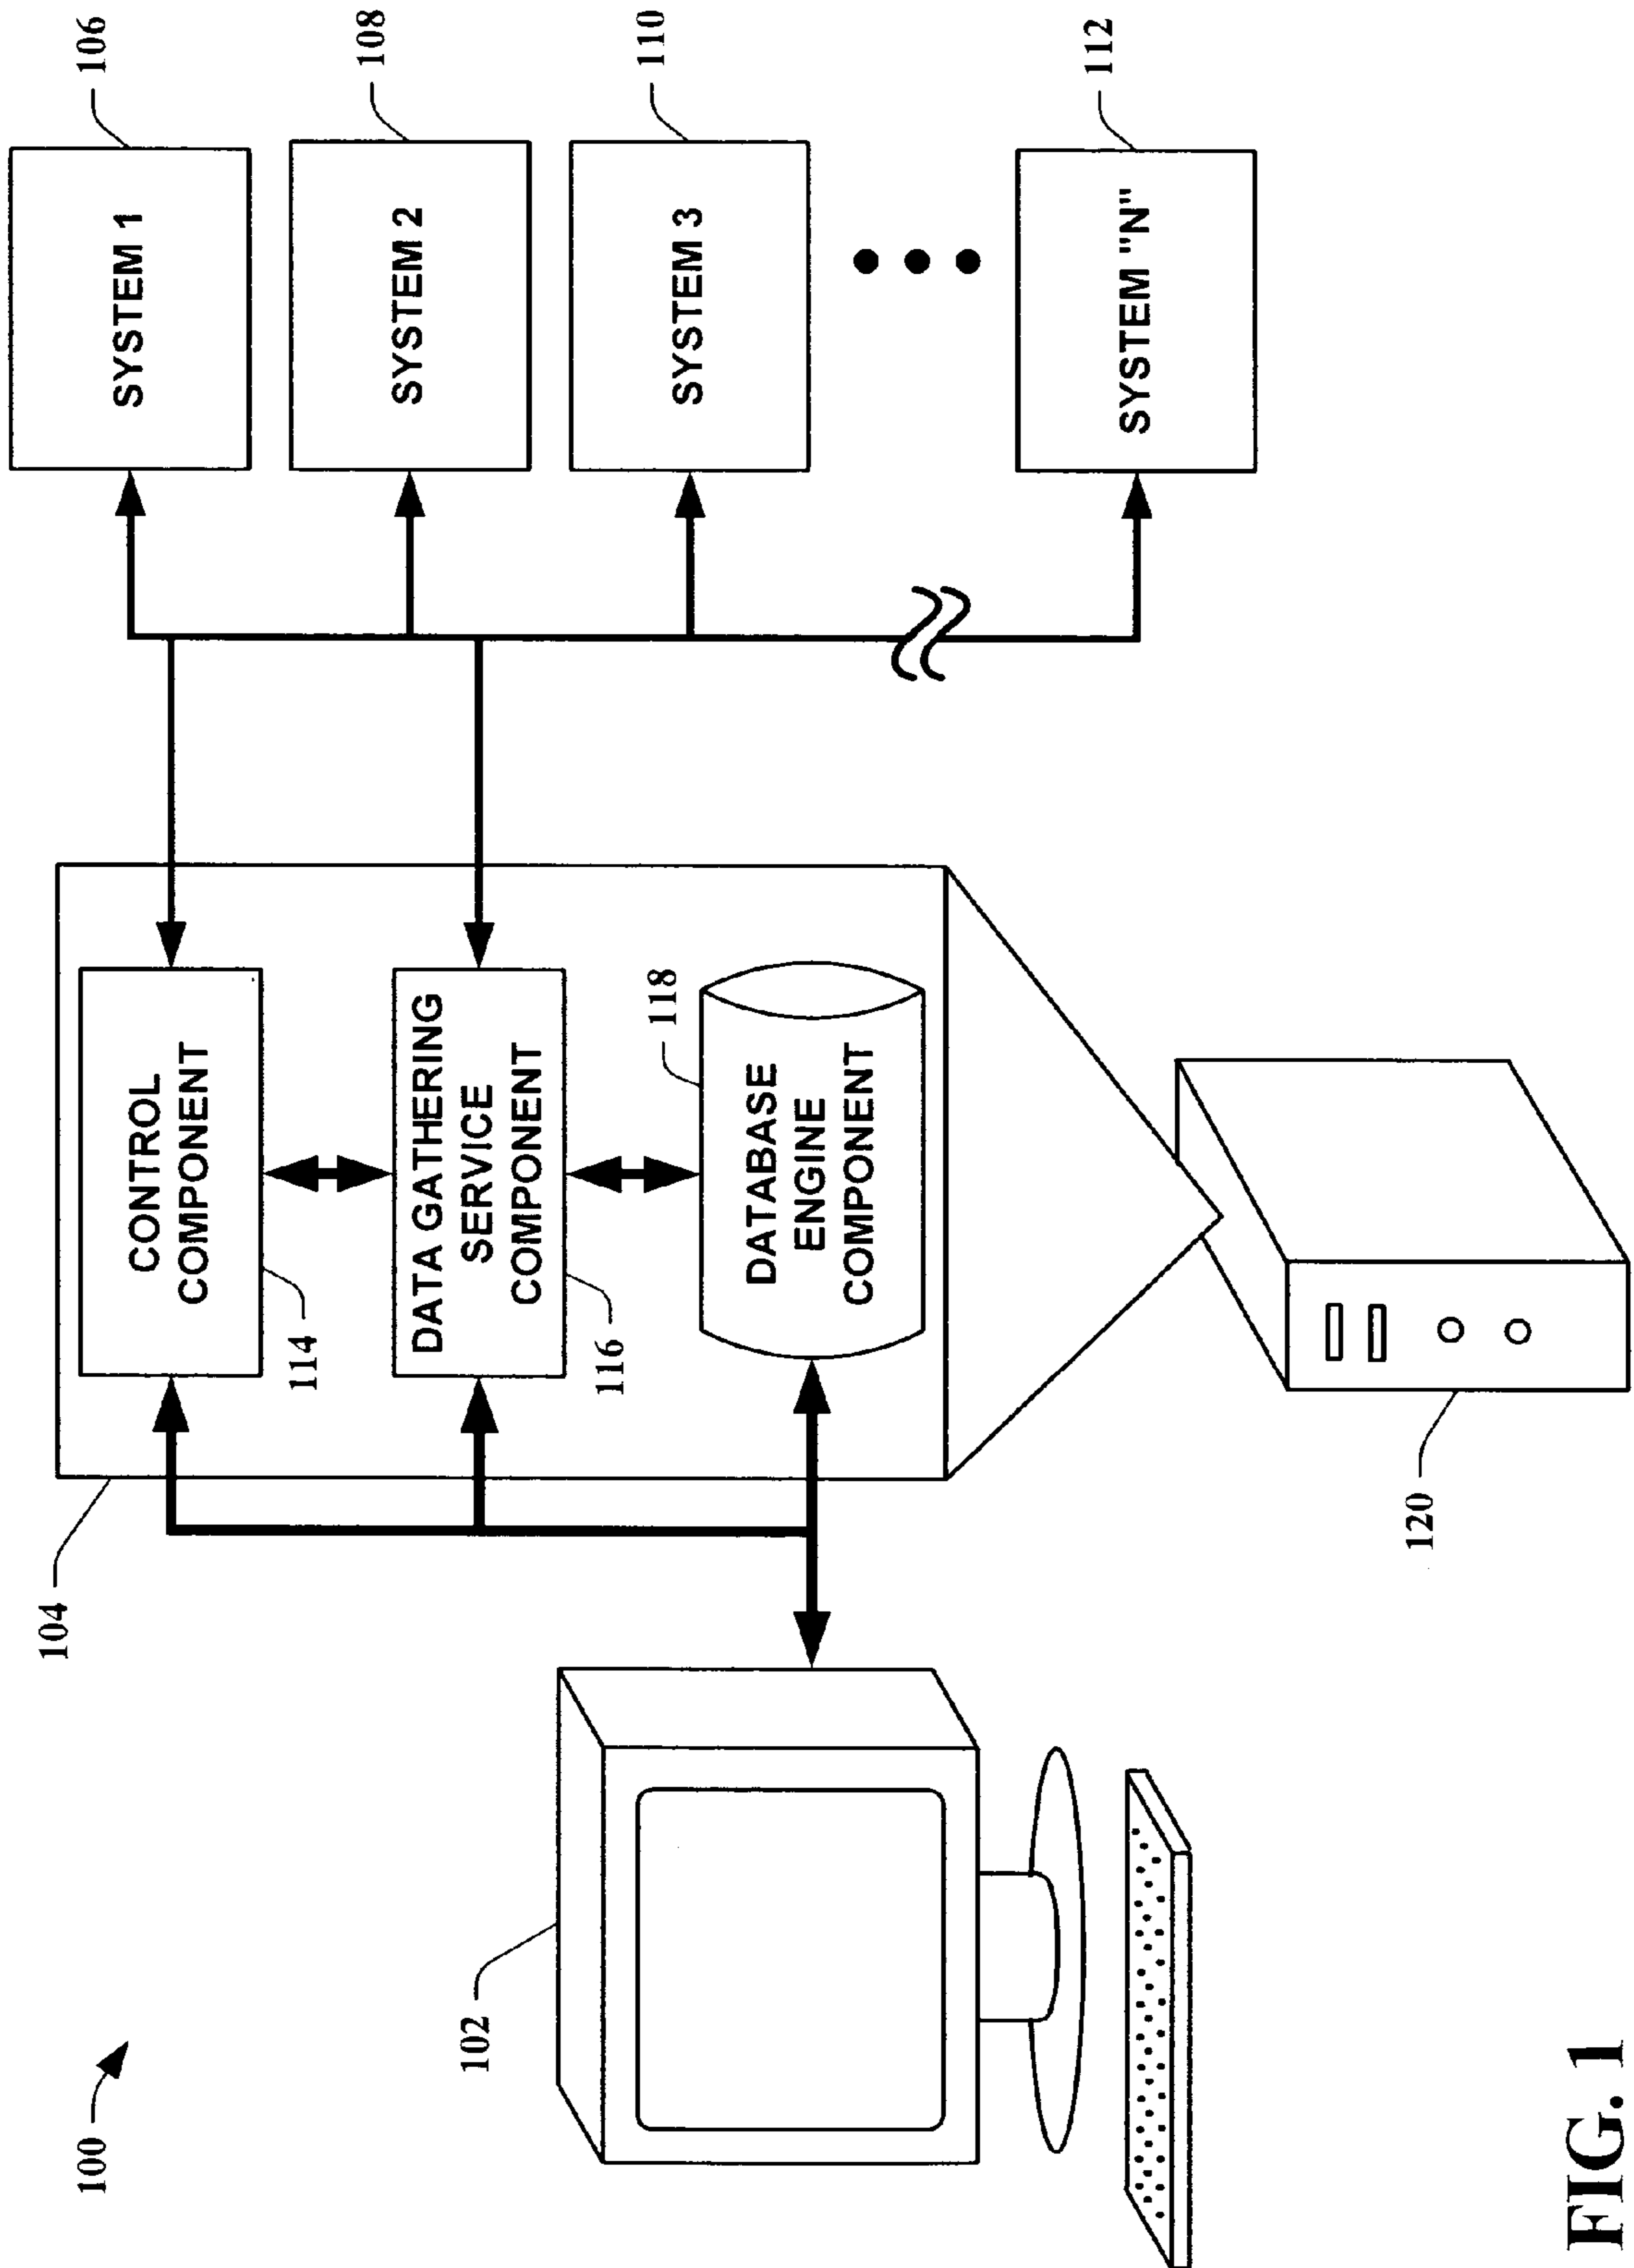 100
104
106
SYSTEM 1
CONTROL
COMPONENT
114
108
SYSTEM 2
DATA GATHERING
SERVICE
COMPONENT
116
110
SYSTEM 3
118
DATABASE
ENGINE
COMPONENT
102
112
SYSTEM "N"
120
FIG. 1